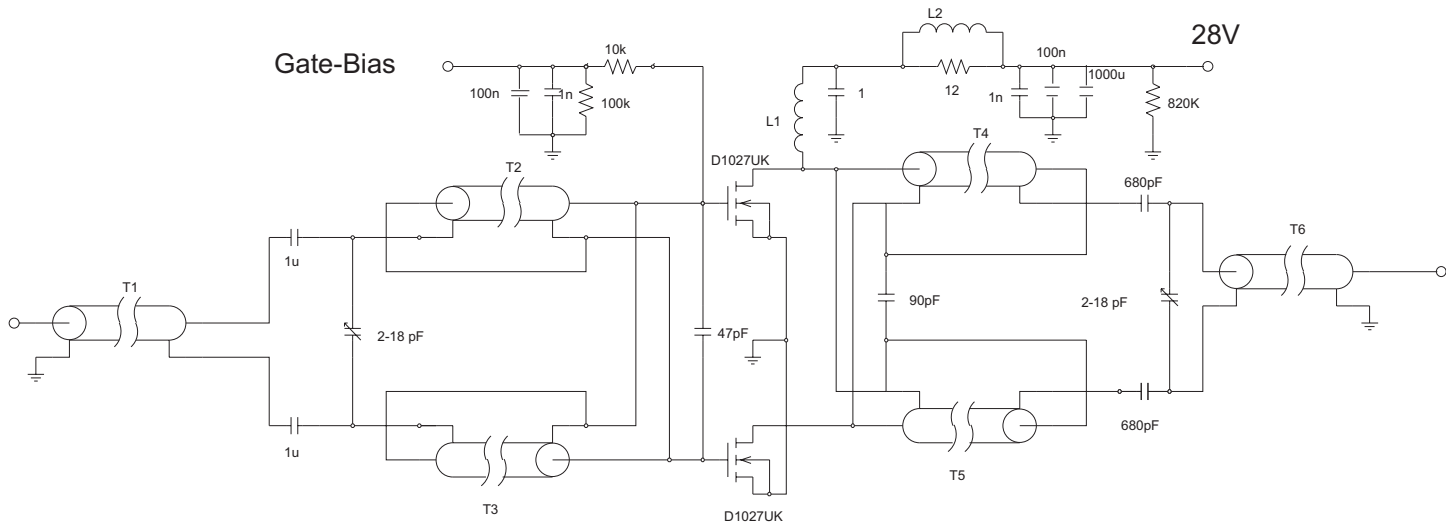 L2
28V
Gate-Bias
10k
100n
1000u
100n
1n
100k
1
12
1n
820K
L1
T4
D1027UK
T2
680pF
T6
1u
T1
90pF
2-18 pF
2-18 pF
47pF
680pF
1u
T5
T3
D1027UK